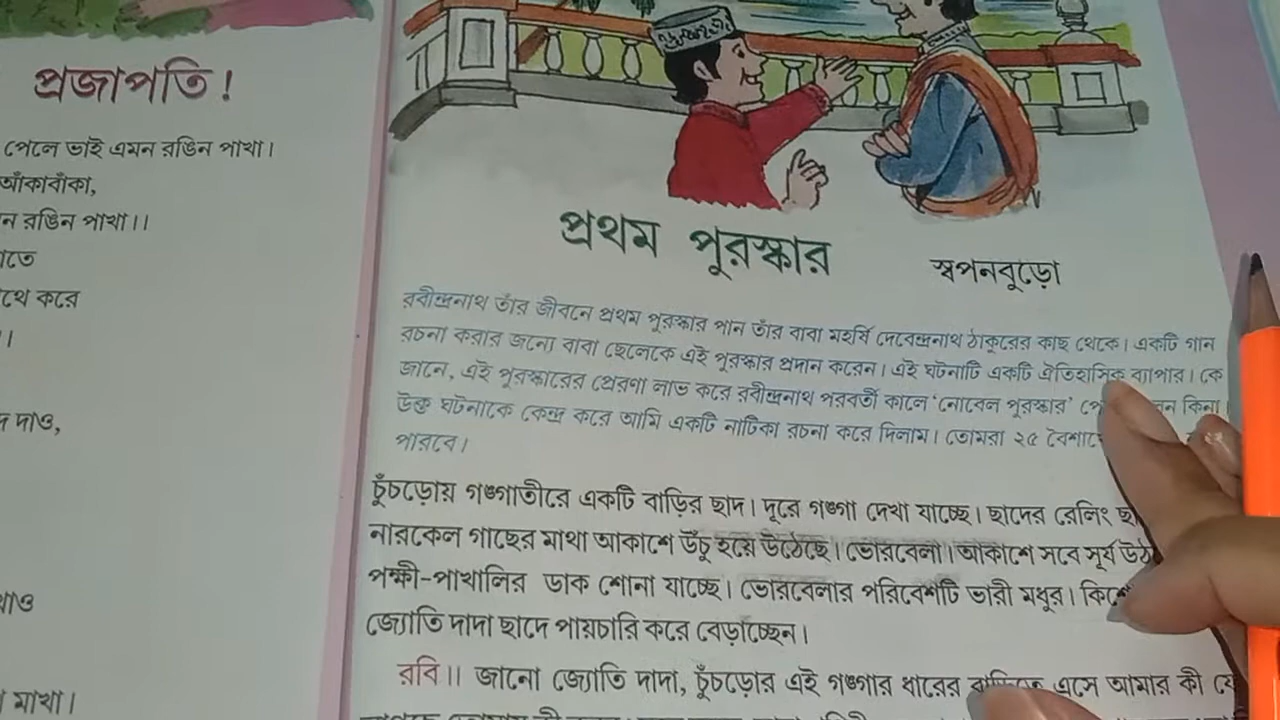 প্রজাপতি !
পেলে ভাই এমন রঙিন পাখা।
আঁকাবাঁকা,
রঙিন পাখা।।
করে
দাও,
মাখা।
প্রথম পুরস্কার
স্বপনবুড়ো
রবীন্দ্রনাথ তাঁর জীবনে প্রথম পুরস্কার পান তাঁর বাবা মহর্ষি দেবেন্দ্রনাথ ঠাকুরের কাছ থেকে। একটি গান
রচনা করার জন্যে বাবা ছেলেকে এই পুরস্কার প্রদান করেন। এই ঘটনাটি একটি ঐতিহাসিক ব্যাপার। কে
জানে, এই পুরস্কারের প্রেরণা লাভ করে রবীন্দ্রনাথ পরবর্তী কালে 'নোবেল পুরস্কার' কিনা।
উক্ত ঘটনাকে কেন্দ্র করে আমি একটি নাটিকা রচনা করে দিলাম। তোমরা ২৫
পারবে।
চুঁচড়োয় গঙ্গাতীরে একটি বাড়ির ছাদ। দূরে গঙ্গা দেখা যাচ্ছে। ছাদের রেলিং
নারকেল গাছের মাথা আকাশে উঁচু হয়ে উঠেছে। ভোরবেলা। আকাশে সবে সূর্য
পক্ষী-পাখালির ডাক শোনা যাচ্ছে। ভোরবেলার পরিবেশটি ভারী মধুর।
জ্যোতি দাদা ছাদে পায়চারি করে বেড়াচ্ছেন।
রবি।। জানো জ্যোতি দাদা, চুঁচড়োর এই গঙ্গার ধারের এসে আমার কী